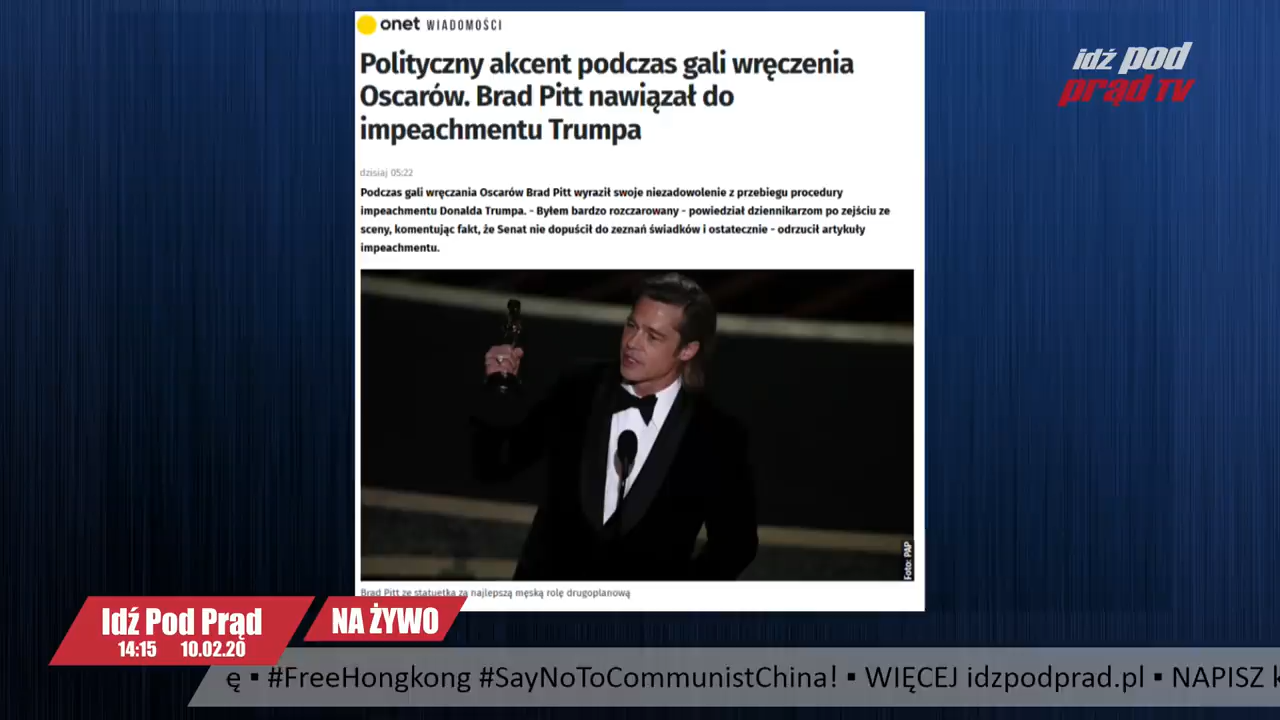 onet WIADOMOŚCI
Polityczny akcent podczas gali wręczenia
Oscarów. Brad Pitt nawiązał do
impeachmentu Trumpa
dzisiaj 05:22
Podczas gali wręczania Oscarów Brad Pitt wyraził swoje niezadowolenie z przebiegu procedury
impeachmentu Donalda Trumpa. - Byłem bardzo rozczarowany - powiedział dziennikarzom po zejściu ze
sceny, komentując fakt, że Senat nie dopuścił do zeznań świadków i ostatecznie - odrzucił artykuły
impeachmentu.
Foto: PAP
Brad Pitt ze statuetką za najlepszą męską rolę drugoplanową
idź pod
prąd TV
Idź Pod Prąd
14:15 10.02.20
NA ŻYWO
ę ▪ #FreeHongkong #SayNoToCommunistChina! ▪ WIĘCEJ idzpodprad.pl ▪ NAPISZ k